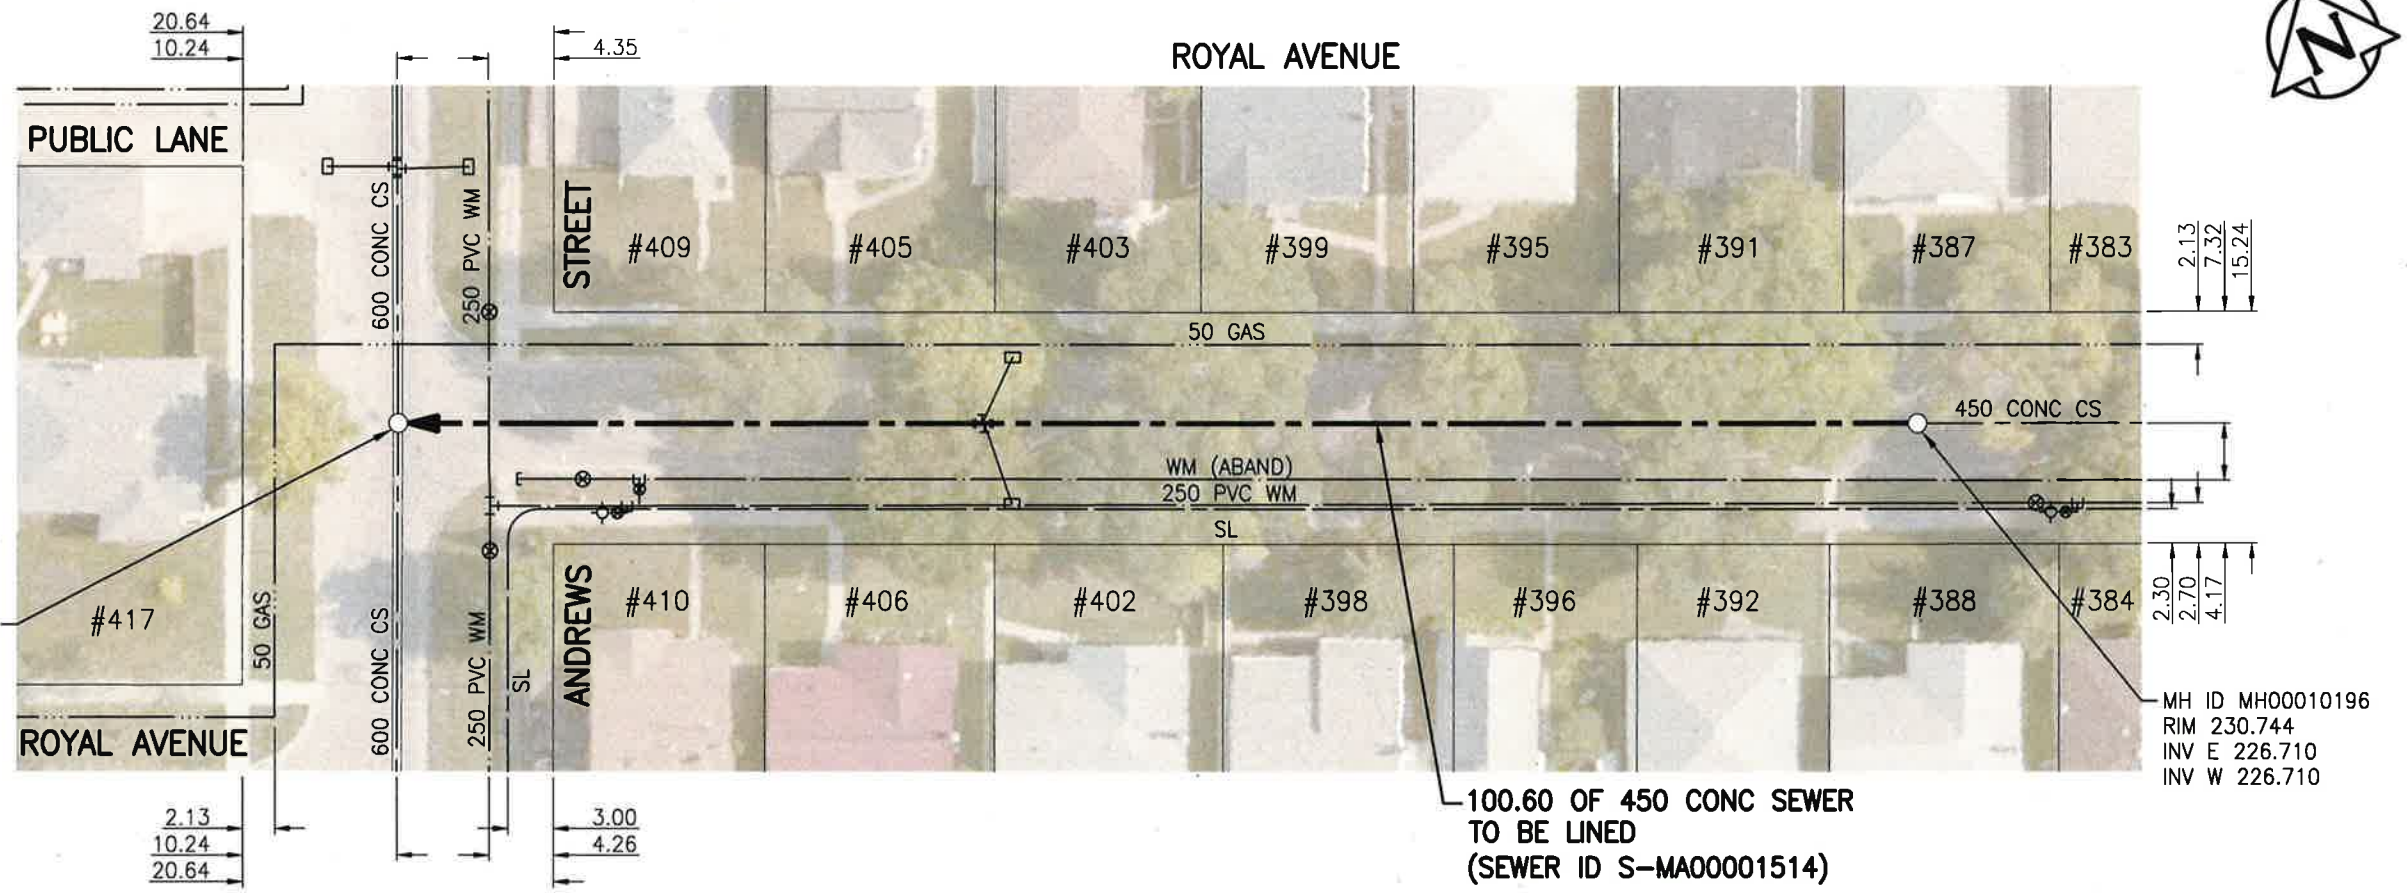 20.64
10.24
4.35
ROYAL AVENUE
N
PUBLIC LANE
600 CONC CS
250 PVC WM
STREET
#409
#405
#403
#399
#395
#391
#387
#383
2.13
7.32
15.24
50 GAS
450 CONC CS
WM (ABAND)
250 PVC WM
SL
#417
50 GAS
600 CONC CS
250 PVC WM
SL
ANDREWS
#410
#406
#402
#398
#396
#392
#388
#384
2.30
2.70
4.17
ROYAL AVENUE
MH ID MH00010196
RIM 230.744
INV E 226.710
INV W 226.710
100.60 OF 450 CONC SEWER
TO BE LINED
(SEWER ID S-MA00001514)
2.13
10.24
20.64
3.00
4.26